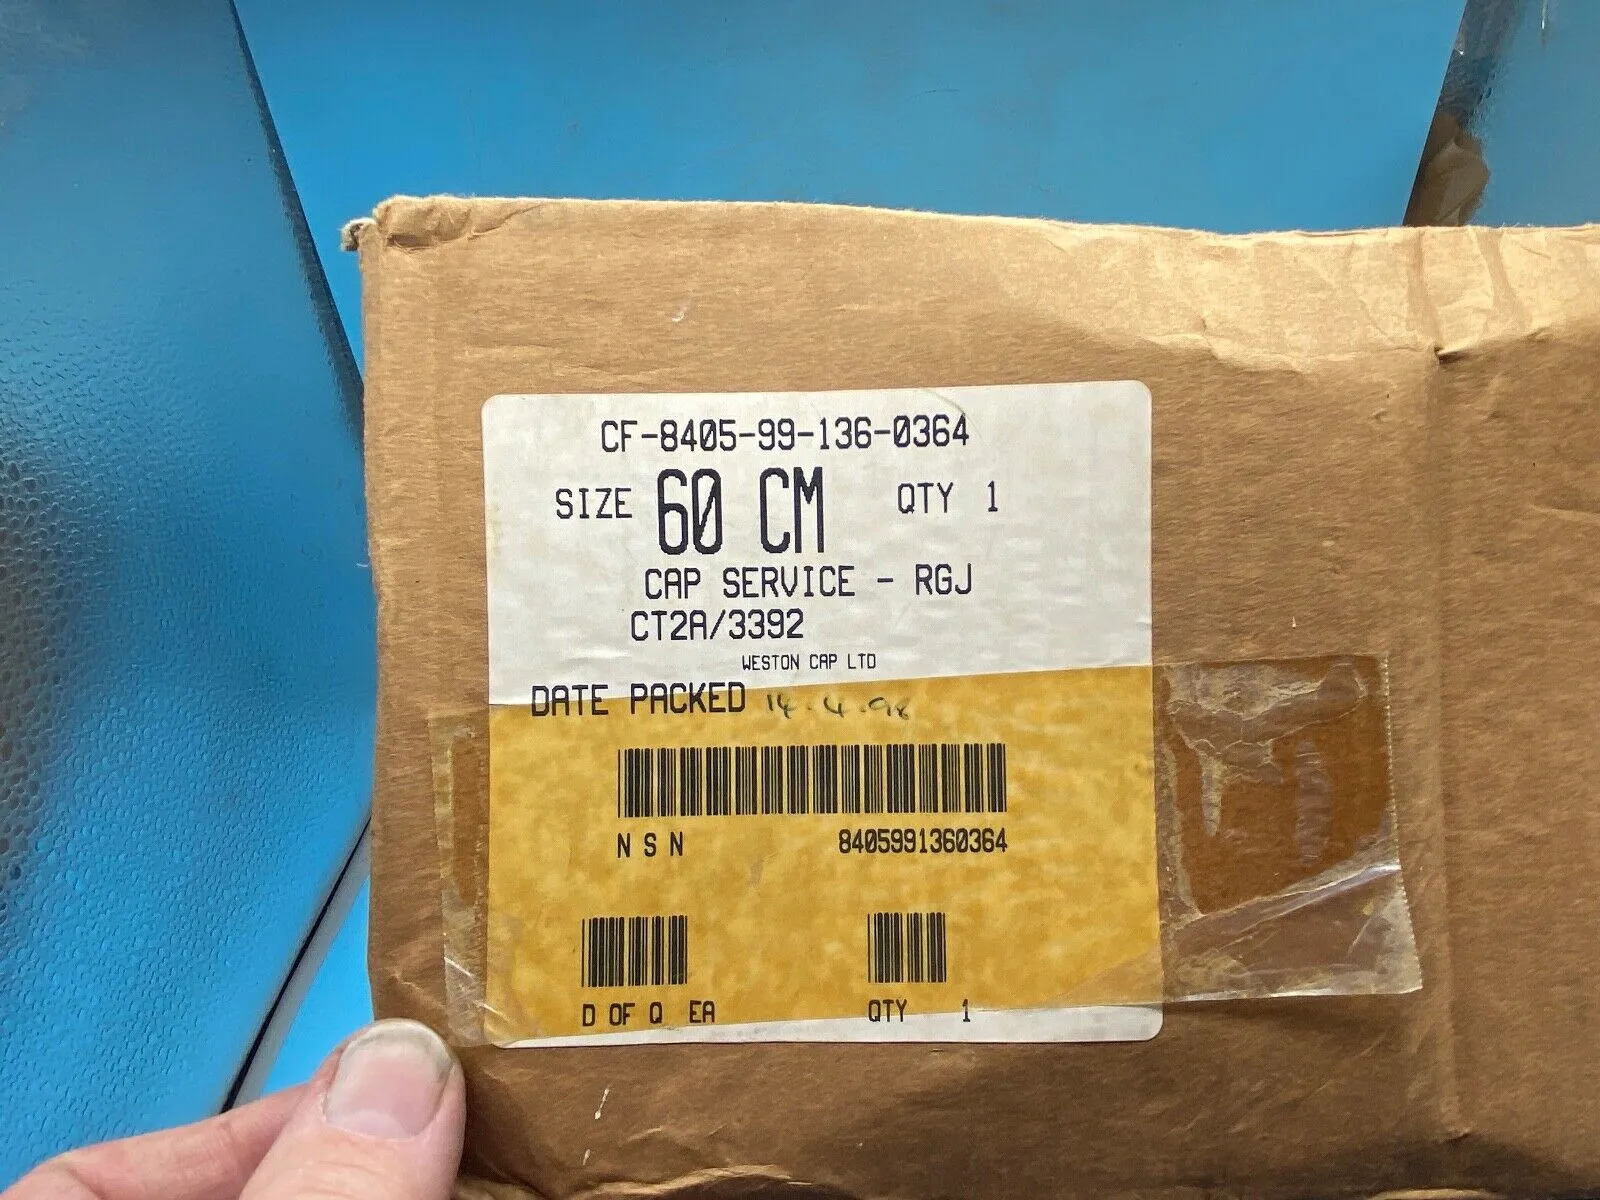 CF-8405-99-136-0364
SIZE 60 CM QTY 1
CAP SERVICE - RGJ
CT2A/3392
WESTON CAP LTD
DATE PACKED 14.4.98
NSN 8405991360364
D OF Q EA QTY 1